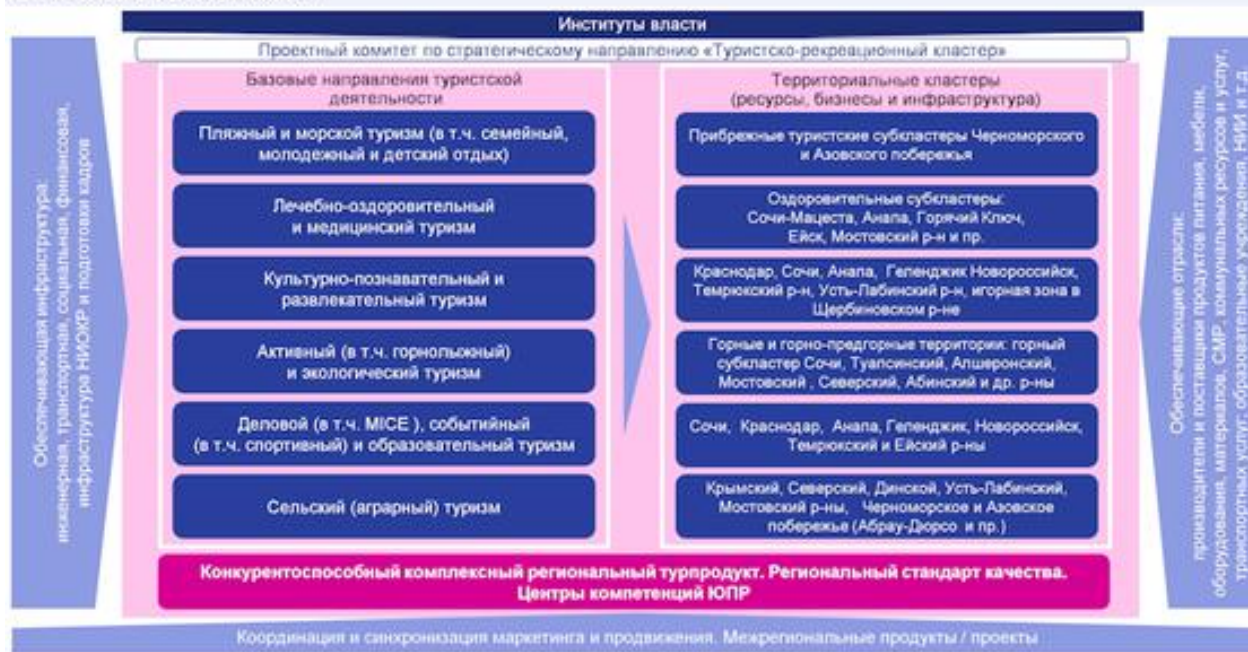 Институты власти
Проектный комитет по стратегическому направлению «Туристско-рекреационный кластер»
Обеспечивающая инфраструктура:
инженерная, транспортная, социальная, финансовая,
инфраструктура НИОКР и подготовки кадров
Базовые направления туристской
деятельности
Пляжный и морской туризм (в т.ч. семейный,
молодежный и детский отдых)
Лечебно-оздоровительный
и медицинский туризм
Культурно-познавательный и
развлекательный туризм
Активный (в т.ч. горнолыжный)
и экологический туризм
Деловой (в т.ч. MICE ), событийный
(в т.ч. спортивный) и образовательный туризм
Сельский (аграрный) туризм
Территориальные кластеры
(ресурсы, бизнесы и инфраструктура)
Прибрежные туристские субкластеры Черноморского
и Азовского побережья
Оздоровительные субкластеры:
Сочи-Мацеста, Анапа, Горячий Ключ,
Ейск, Мостовский р-н и пр.
Краснодар, Сочи, Анапа, Геленджик Новороссийск,
Темрюкский р-н, Усть-Лабинский р-н, игорная зона в
Щербиновском р-не
Горные и горно-предгорные территории: горный
субкластер Сочи, Туапсинский, Апшеронский,
Мостовский , Северский, Абинский и др. р-ны
Сочи, Краснодар, Анапа, Геленджик, Новороссийск,
Темрюкский и Ейский р-ны
Крымский, Северский, Динской, Усть-Лабинский,
Мостовский р-ны, Черноморское и Азовское
побережье (Абрау-Дюрсо и пр.)
Обеспечивающие отрасли:
производители и поставщики продуктов питания, мебели,
оборудования, материалов, СМР, коммунальных ресурсов и услуг,
транспортных услуг, образовательные учреждения, НИИ и т.д.
Конкурентоспособный комплексный региональный турпродукт. Региональный стандарт качества.
Центры компетенций ЮПР
Координация и синхронизация маркетинга и продвижения. Межрегиональные продукты / проекты